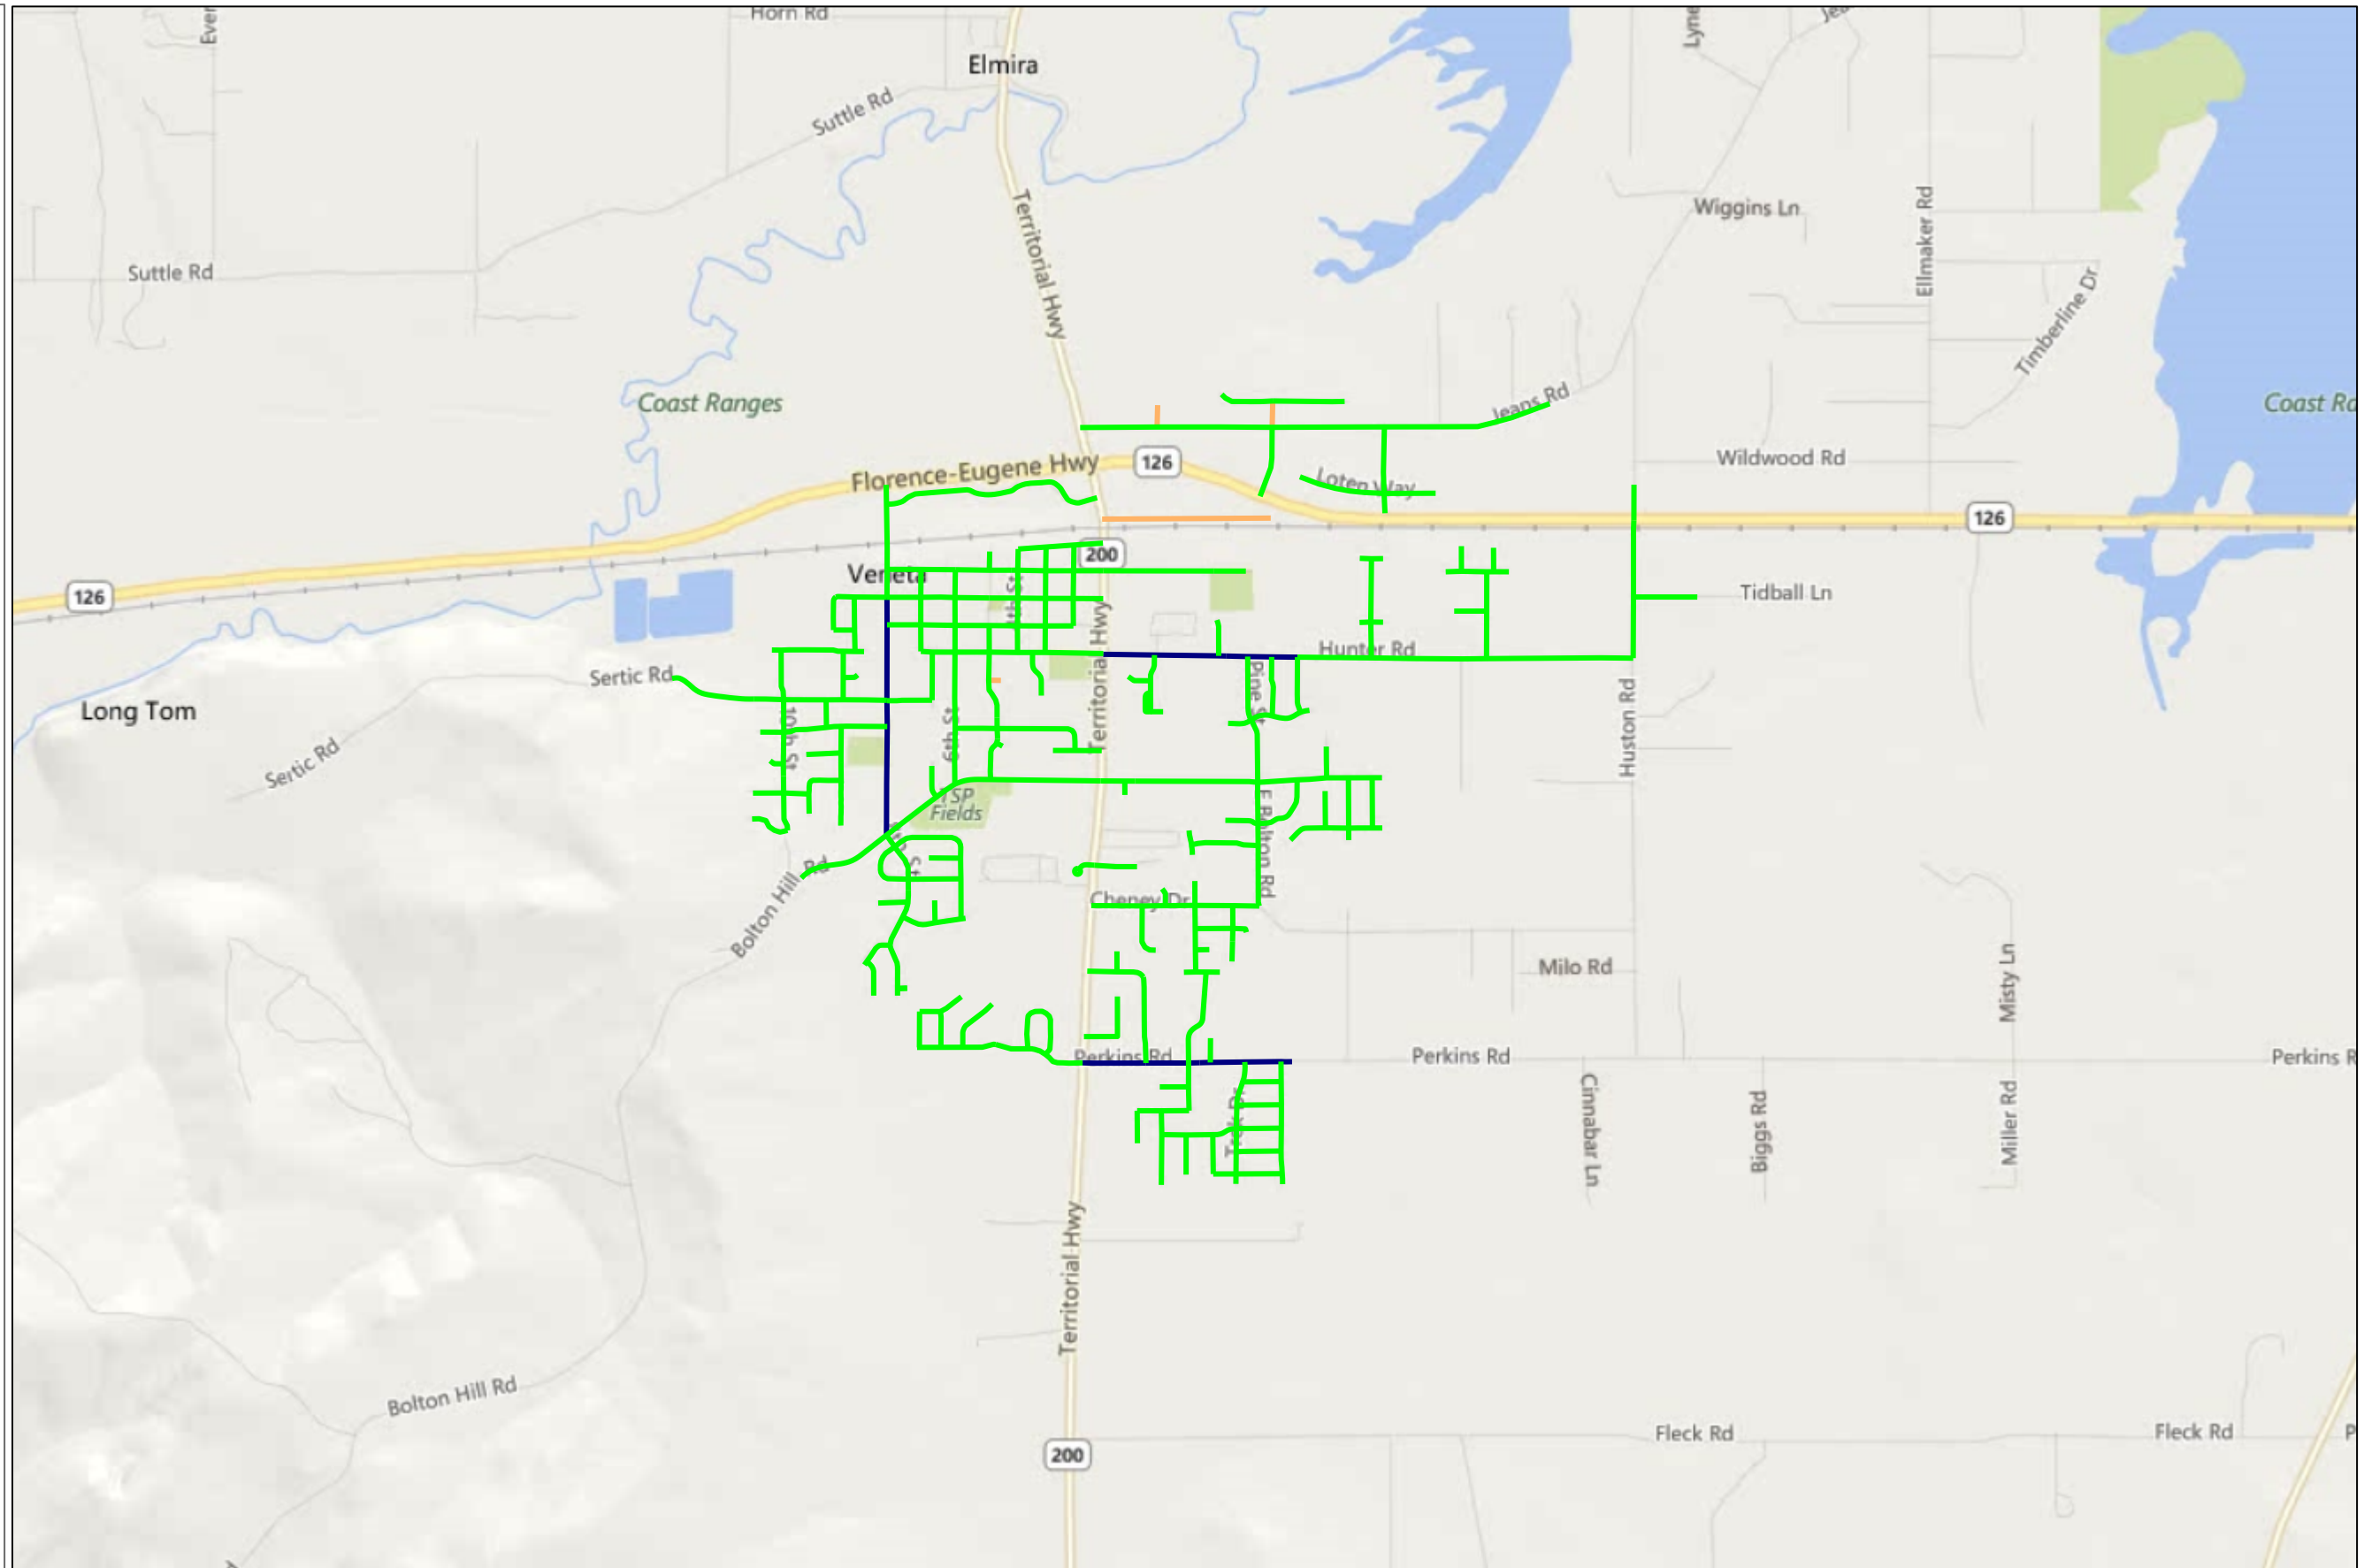 Horn Rd
Elmira
Suttle Rd
Wiggins Ln
Ellmaker Rd
Territorial Hwy
Suttle Rd
Timberline Dr
Coast Ranges
Jeans Rd
Florence-Eugene Hwy
126
Wildwood Rd
Loten Way
126
200
Veneta
126
Tidball Ln
4th St
Territorial Hwy
Hunter Rd
Sertic Rd
Pine St
Long Tom
10th St
6th St
Huston Rd
Sertic Rd
TSP
Fields
E Bolton Rd
Bolton Hill Rd
Cheney Dr
Milo Rd
Misty Ln
Perkins Rd
Perkins Rd
Perkins R
Cinnabar Ln
Biggs Rd
Miller Rd
Territorial Hwy
Bolton Hill Rd
Fleck Rd
Fleck Rd
200